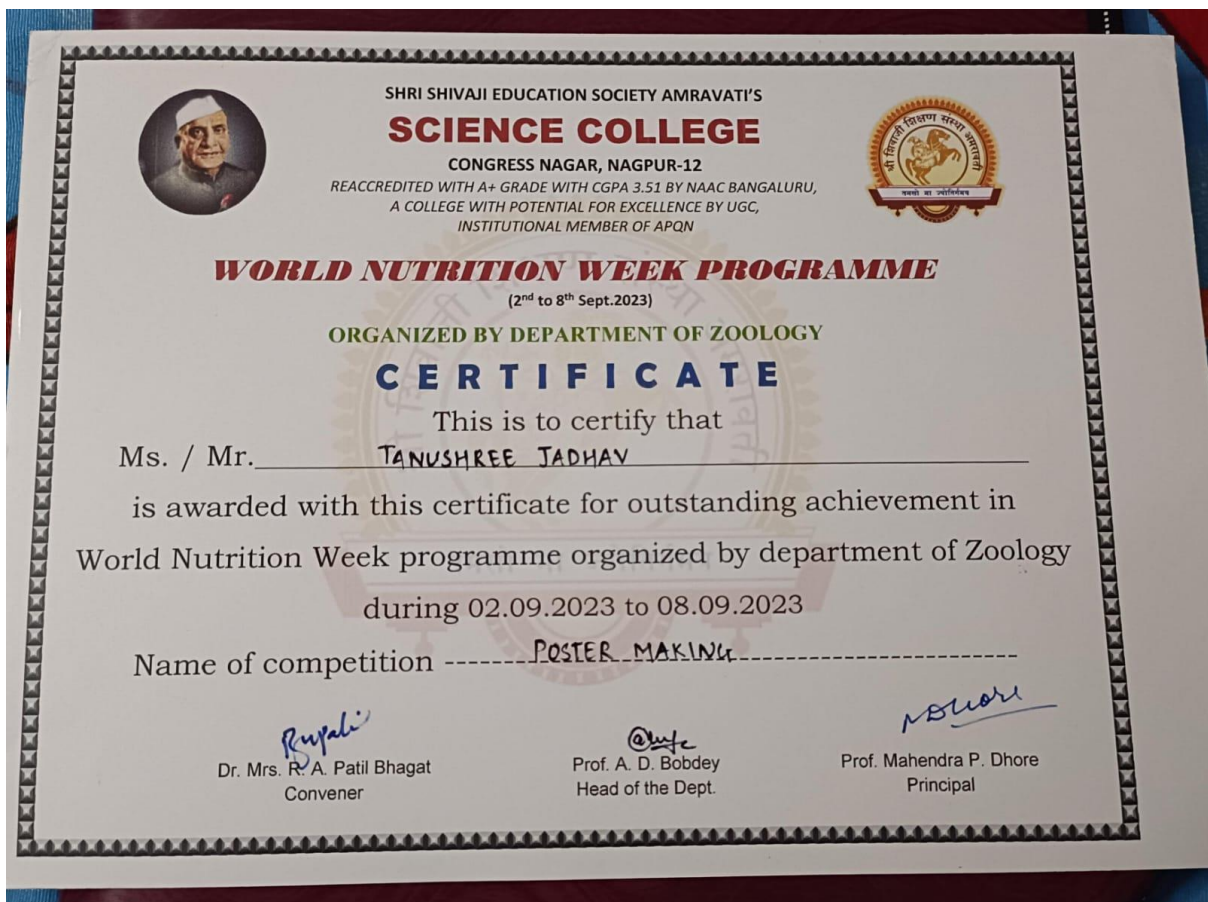 SHRI SHIVAJI EDUCATION SOCIETY AMRAVATI'S
SCIENCE COLLEGE
CONGRESS NAGAR, NAGPUR-12
REACCREDITED WITH A+ GRADE WITH CGPA 3.51 BY NAAC BANGALURU,
A COLLEGE WITH POTENTIAL FOR EXCELLENCE BY UGC,
INSTITUTIONAL MEMBER OF APQN
श्री शिवाजी शिक्षण संस्था अमरावती
तमसो मा ज्योतिर्गमय
WORLD NUTRITION WEEK PROGRAMME
(2nd to 8th Sept.2023)
ORGANIZED BY DEPARTMENT OF ZOOLOGY
CERTIFICATE
This is to certify that
Ms. / Mr. TANUSHREE JADHAV
is awarded with this certificate for outstanding achievement in
World Nutrition Week programme organized by department of Zoology
during 02.09.2023 to 08.09.2023
Name of competition -------POSTER MAKING----------------------------
Rupali
Dr. Mrs. R. A. Patil Bhagat
Convener
Prof. A. D. Bobdey
Head of the Dept.
Prof. Mahendra P. Dhore
Principal